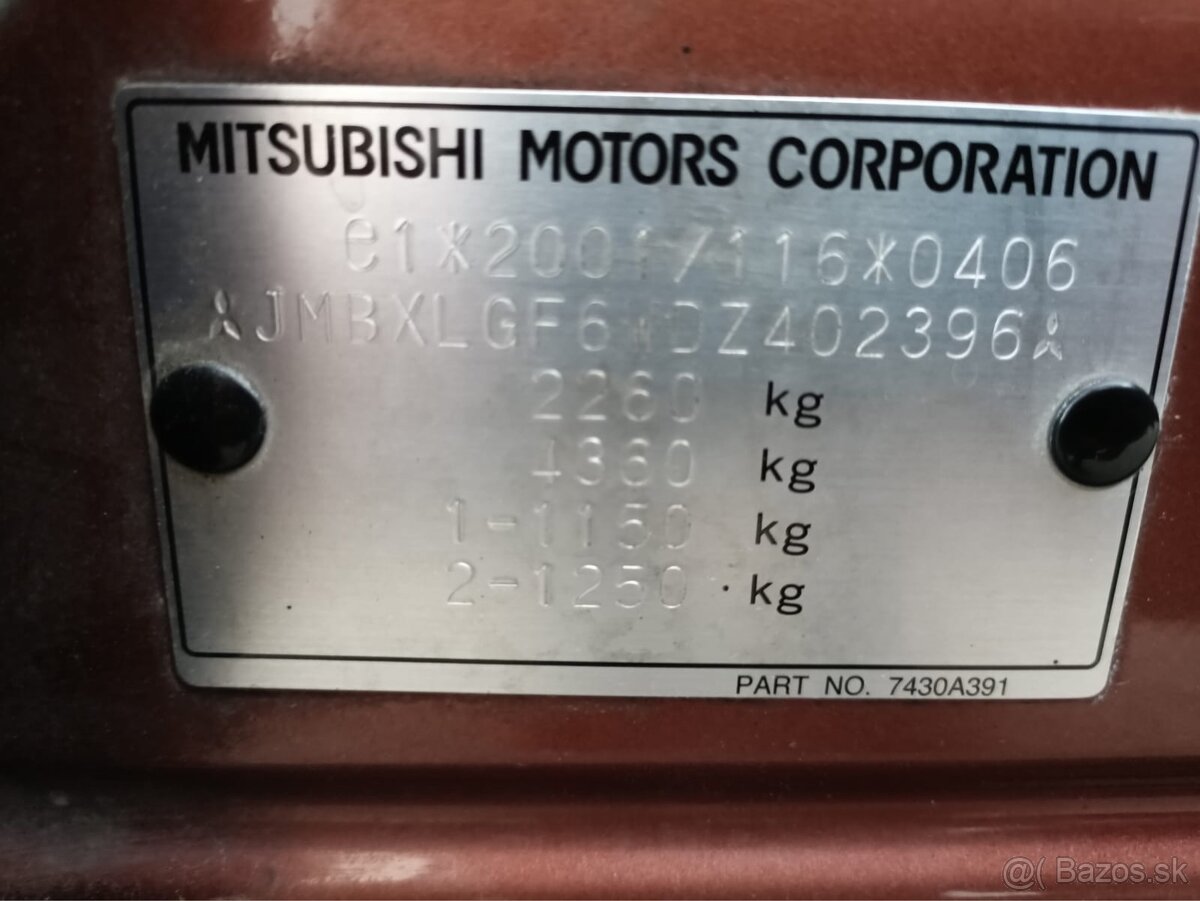 MITSUBISHI MOTORS CORPORATION
e1*2001/116*0406
JMBXLGF6WDZ402396
2260 kg
4360 kg
1-1150 kg
2-1250 kg
PART NO. 7430A391
@( Bazos.sk